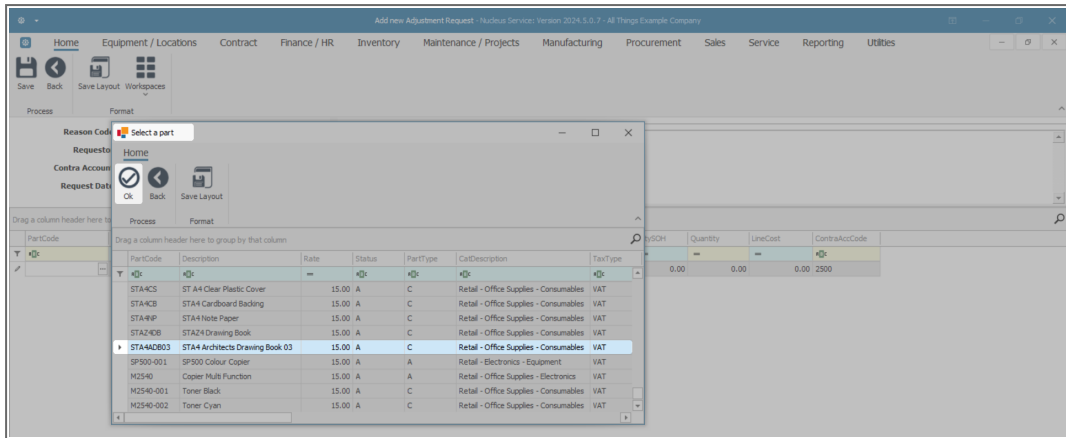 Add new Adjustment Request - Nucleus Service: Version 2024.5.0.7 - All Things Example Company
Home Equipment / Locations Contract Finance / HR Inventory Maintenance / Projects Manufacturing Procurement Sales Service Reporting Utilities
Save Back Save Layout Workspaces
Process Format
Reason Code
Requesto
Contra Accoun
Request Date
Select a part
Home
Ok Back Save Layout
Process Format
Drag a column header here to
Drag a column header here to group by that column
PartCode tySOH Quantity LineCost ContraAccCode
0.00 0.00 0.00 2500
PartCode Description Rate Status PartType CatDescription TaxType
STA4CS ST A4 Clear Plastic Cover 15.00 A C Retail - Office Supplies - Consumables VAT
STA4CB STA4 Cardboard Backing 15.00 A C Retail - Office Supplies - Consumables VAT
STA4NP STA4 Note Paper 15.00 A C Retail - Office Supplies - Consumables VAT
STAZ4DB STAZ4 Drawing Book 15.00 A C Retail - Office Supplies - Consumables VAT
STA4ADB03 STA4 Architects Drawing Book 03 15.00 A C Retail - Office Supplies - Consumables VAT
SP500-001 SP500 Colour Copier 15.00 A A Retail - Electronics - Equipment VAT
M2540 Copier Multi Function 15.00 A A Retail - Office Supplies - Electronics VAT
M2540-001 Toner Black 15.00 A C Retail - Office Supplies - Consumables VAT
M2540-002 Toner Cyan 15.00 A C Retail - Office Supplies - Consumables VAT